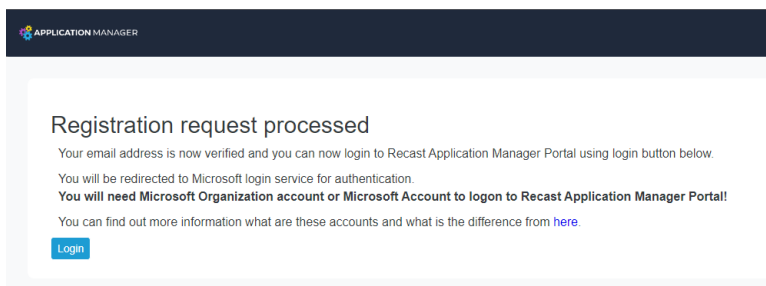 APPLICATION MANAGER
Registration request processed
Your email address is now verified and you can now login to Recast Application Manager Portal using login button below.
You will be redirected to Microsoft login service for authentication.
You will need Microsoft Organization account or Microsoft Account to logon to Recast Application Manager Portal!
You can find out more information what are these accounts and what is the difference from here.
Login